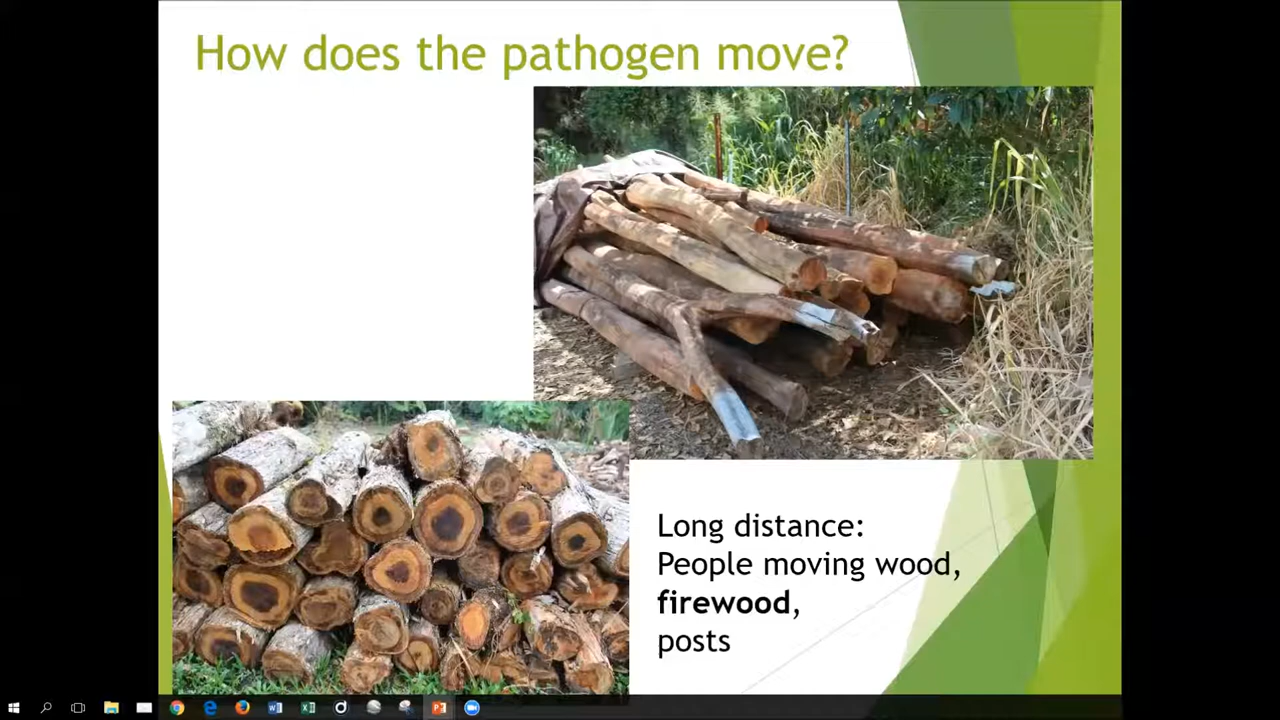 How does the pathogen move?
Long distance:
People moving wood,
firewood,
posts